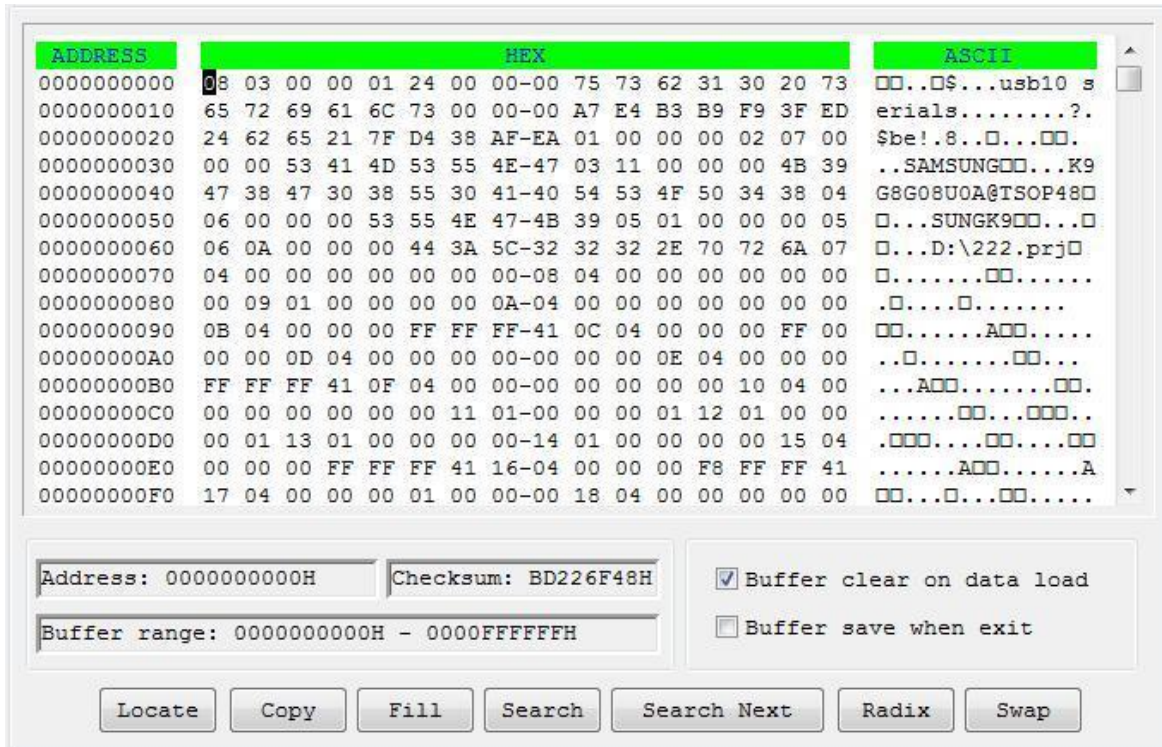 ADDRESS HEX ASCII
0000000000 08 03 00 00 01 24 00 00-00 75 73 62 31 30 20 73 □□..□$...usb10 s
0000000010 65 72 69 61 6C 73 00 00-00 A7 E4 B3 B9 F9 3F ED erials........?.
0000000020 24 62 65 21 7F D4 38 AF-EA 01 00 00 00 02 07 00 $be!.8..□...□□.
0000000030 00 00 53 41 4D 53 55 4E-47 03 11 00 00 00 4B 39 ..SAMSUNG□□...K9
0000000040 47 38 47 30 38 55 30 41-40 54 53 4F 50 34 38 04 G8G08U0A@TSOP48□
0000000050 06 00 00 00 53 55 4E 47-4B 39 05 01 00 00 00 05 □...SUNGK9□□...□
0000000060 06 0A 00 00 00 44 3A 5C-32 32 32 2E 70 72 6A 07 □...D:\222.prj□
0000000070 04 00 00 00 00 00 00 00-08 04 00 00 00 00 00 00 □.......□□......
0000000080 00 09 01 00 00 00 00 0A-04 00 00 00 00 00 00 00 .□....□.......
0000000090 0B 04 00 00 00 FF FF FF-41 0C 04 00 00 00 FF 00 □□......A□□.....
00000000A0 00 00 0D 04 00 00 00 00-00 00 00 0E 04 00 00 00 ..□.......□□...
00000000B0 FF FF FF 41 0F 04 00 00-00 00 00 00 00 10 04 00 ...A□□........□□.
00000000C0 00 00 00 00 00 00 11 01-00 00 00 01 12 01 00 00 ......□□...□□□..
00000000D0 00 01 13 01 00 00 00 00-14 01 00 00 00 00 15 04 .□□□....□□....□□
00000000E0 00 00 00 FF FF FF 41 16-04 00 00 00 F8 FF FF 41 ......A□□......A
00000000F0 17 04 00 00 00 01 00 00-00 18 04 00 00 00 00 00 □□...□...□□.....
Address: 0000000000H Checksum: BD226F48H
Buffer clear on data load
Buffer range: 0000000000H - 0000FFFFFFH
Buffer save when exit
Locate Copy Fill Search Search Next Radix Swap